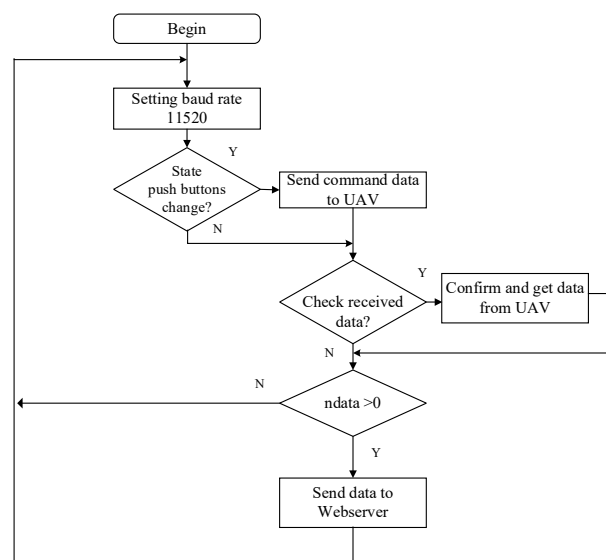 Begin
Setting baud rate
11520
Y
State
push buttons
change?
Send command data
to UAV
N
Y
Check received
data?
Confirm and get data
from UAV
N
N
ndata >0
Y
Send data to
Webserver